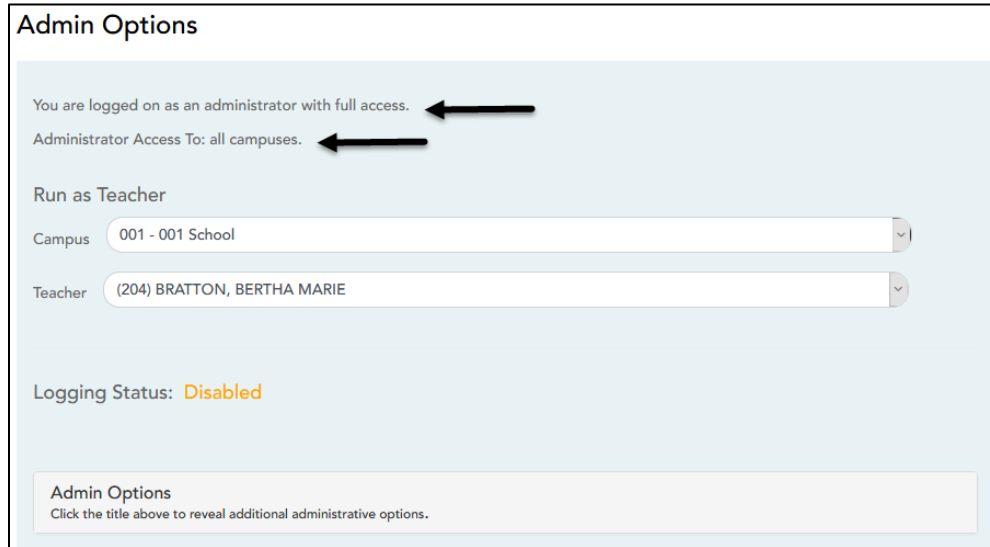 Admin Options
You are logged on as an administrator with full access.
Administrator Access To: all campuses.
Run as Teacher
Campus 001 - 001 School
Teacher (204) BRATTON, BERTHA MARIE
Logging Status: Disabled
Admin Options
Click the title above to reveal additional administrative options.